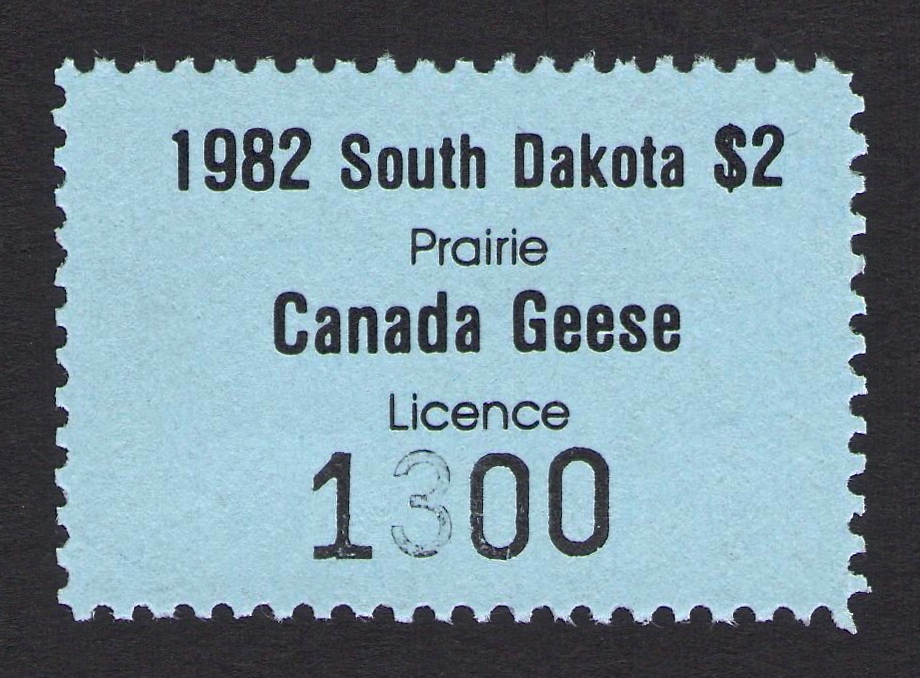 1982 South Dakota $2
Prairie
Canada Geese
Licence
1300